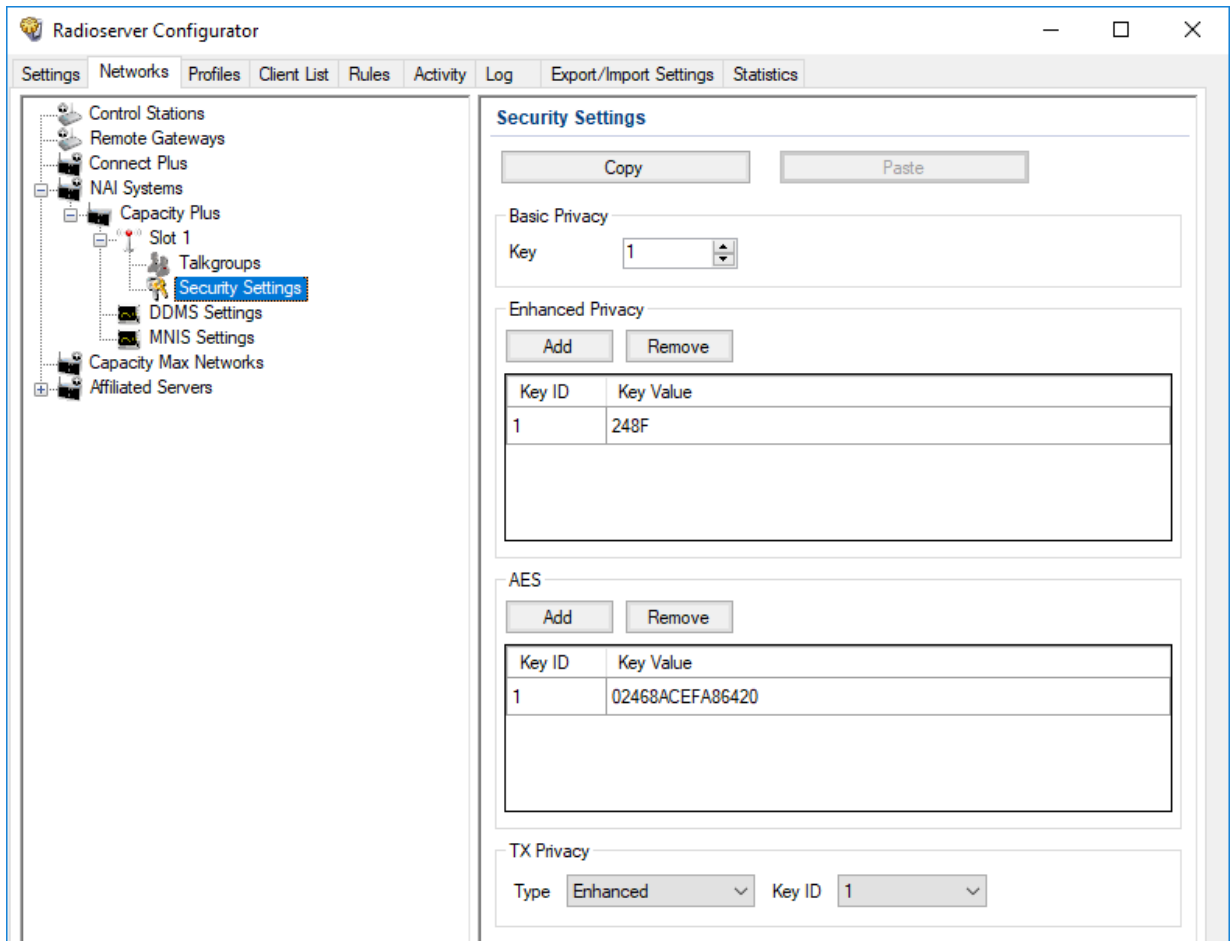 Radioserver Configurator
Settings Networks Profiles Client List Rules Activity Log Export/Import Settings Statistics
Control Stations
Remote Gateways
Connect Plus
NAI Systems
Capacity Plus
Slot 1
Talkgroups
Security Settings
DDMS Settings
MNIS Settings
Capacity Max Networks
Affiliated Servers
Security Settings
Copy Paste
Basic Privacy
Key 1
Enhanced Privacy
Add Remove
Key ID Key Value
1 248F
AES
Add Remove
Key ID Key Value
1 02468ACEFA86420
TX Privacy
Type Enhanced Key ID 1